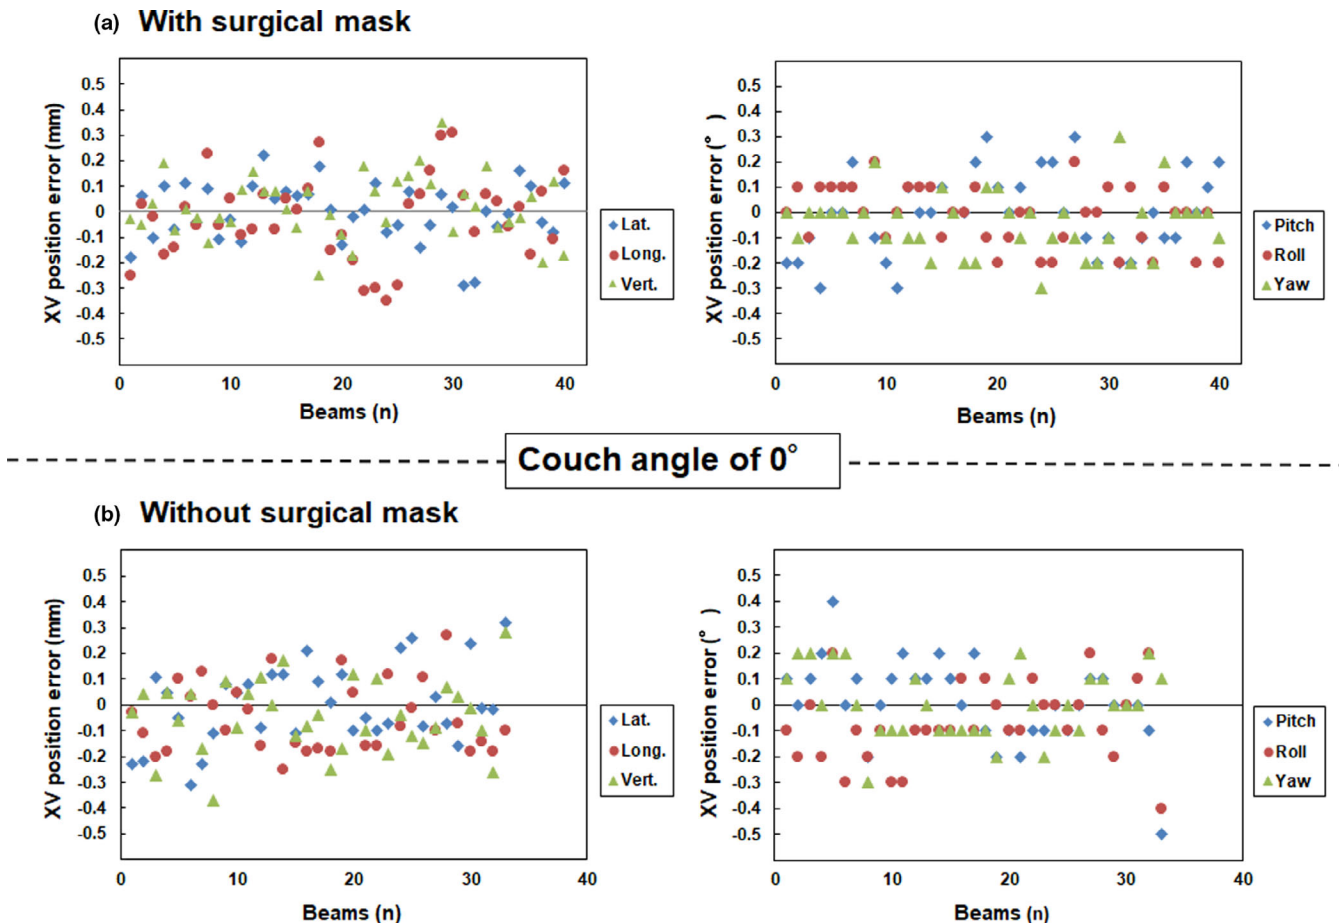 (a) With surgical mask
0.5
0.4
0.3
0.2
0.1
0
-0.1
-0.2
-0.3
-0.4
-0.5
XV position error (mm)
0 10 20 30 40
Beams (n)
Lat.
Long.
Vert.
0.5
0.4
0.3
0.2
0.1
0
-0.1
-0.2
-0.3
-0.4
-0.5
XV position error (°)
0 10 20 30 40
Beams (n)
Pitch
Roll
Yaw
Couch angle of 0°
(b) Without surgical mask
0.5
0.4
0.3
0.2
0.1
0
-0.1
-0.2
-0.3
-0.4
-0.5
XV position error (mm)
0 10 20 30 40
Beams (n)
Lat.
Long.
Vert.
0.5
0.4
0.3
0.2
0.1
0
-0.1
-0.2
-0.3
-0.4
-0.5
XV position error (°)
0 10 20 30 40
Beams (n)
Pitch
Roll
Yaw